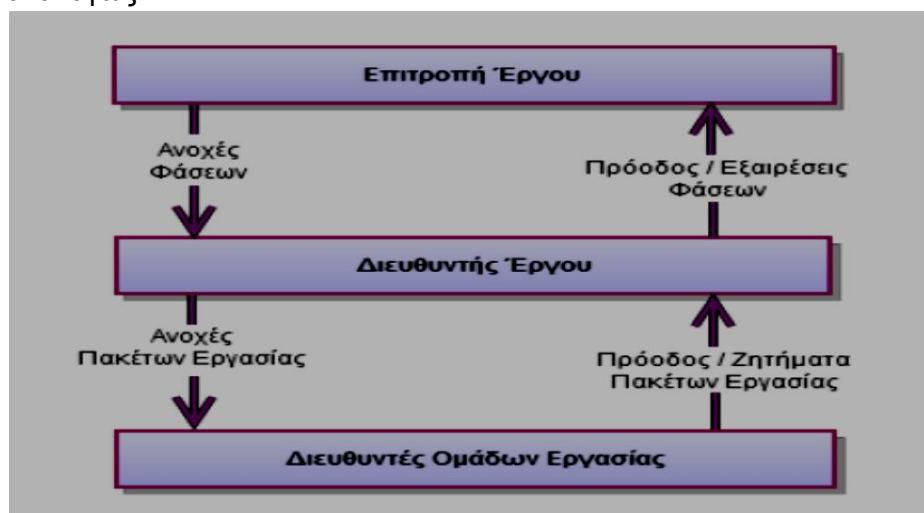 Επιτροπή Έργου
Ανοχές
Φάσεων
Πρόοδος / Εξαιρέσεις
Φάσεων
Διευθυντής Έργου
Ανοχές
Πακέτων Εργασίας
Πρόοδος / Ζητήματα
Πακέτων Εργασίας
Διευθυντές Ομάδων Εργασίας